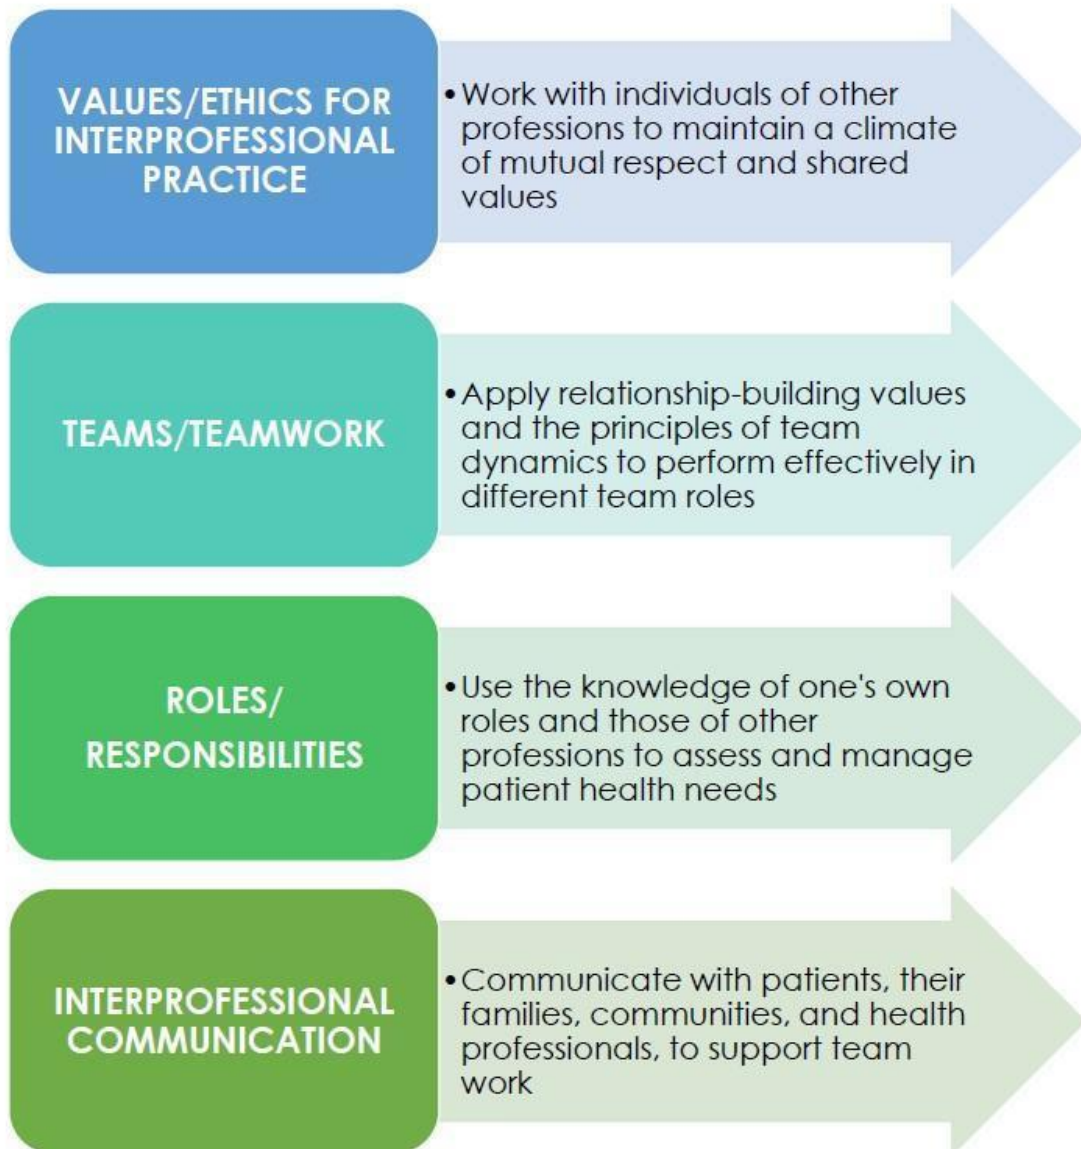 VALUES/ETHICS FOR
INTERPROFESSIONAL
PRACTICE
•Work with individuals of other
professions to maintain a climate
of mutual respect and shared
values
TEAMS/TEAMWORK
•Apply relationship-building values
and the principles of team
dynamics to perform effectively in
different team roles
ROLES/
RESPONSIBILITIES
•Use the knowledge of one's own
roles and those of other
professions to assess and manage
patient health needs
INTERPROFESSIONAL
COMMUNICATION
•Communicate with patients, their
families, communities, and health
professionals, to support team
work